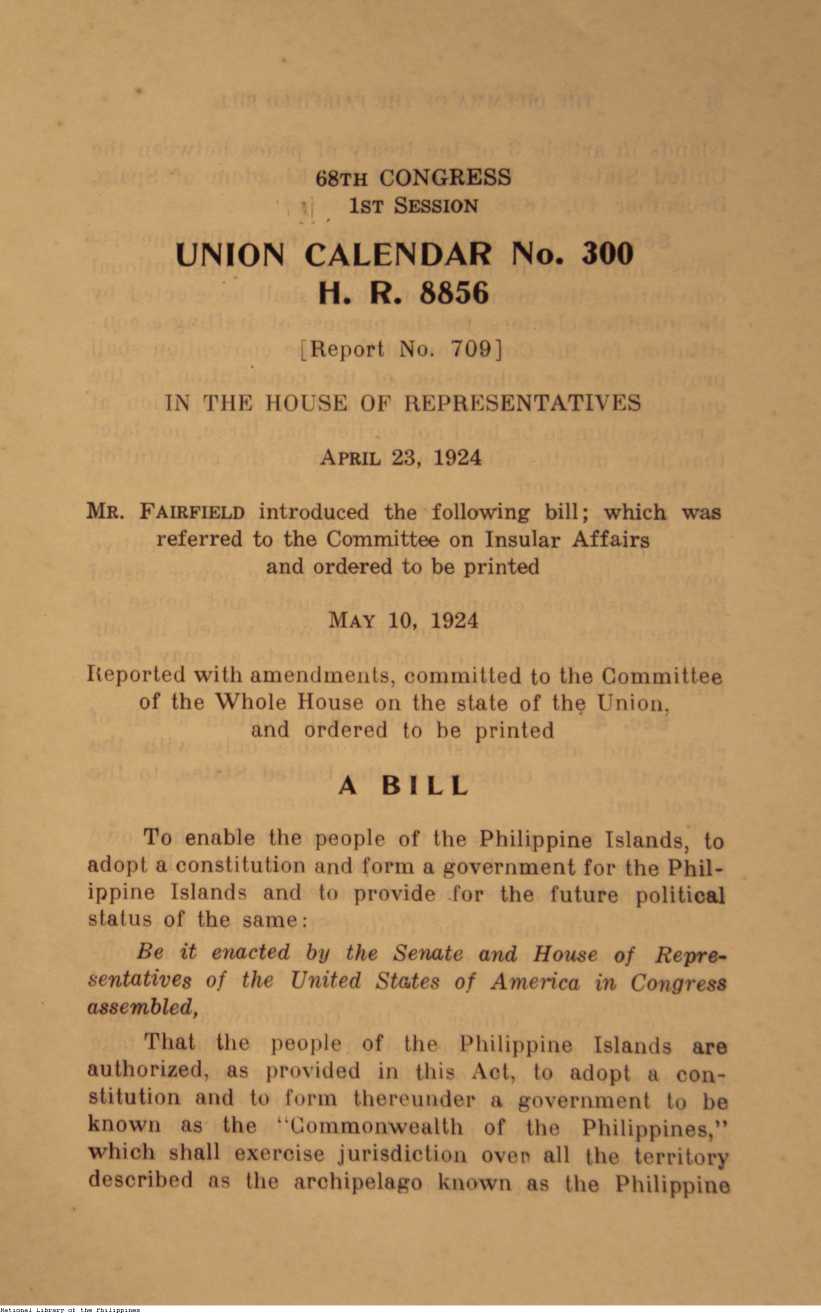 68TH CONGRESS
1ST SESSION
UNION CALENDAR No. 300
H. R. 8856
[Report No. 709]
IN THE HOUSE OF REPRESENTATIVES
APRIL 23, 1924
MR. FAIRFIELD introduced the following bill; which was
referred to the Committee on Insular Affairs
and ordered to be printed
MAY 10, 1924
Reported with amendments, committed to the Committee
of the Whole House on the state of the Union,
and ordered to be printed
A BILL
To enable the people of the Philippine Islands, to
adopt a constitution and form a government for the Phil-
ippine Islands and to provide for the future political
status of the same:
Be it enacted by the Senate and House of Repre-
sentatives of the United States of America in Congress
assembled,
That the people of the Philippine Islands are
authorized, as provided in this Act, to adopt a con-
stitution and to form thereunder a government to be
known as the "Commonwealth of the Philippines,"
which shall exercise jurisdiction over all the territory
described as the archipelago known as the Philippine
National Library of the Philippines